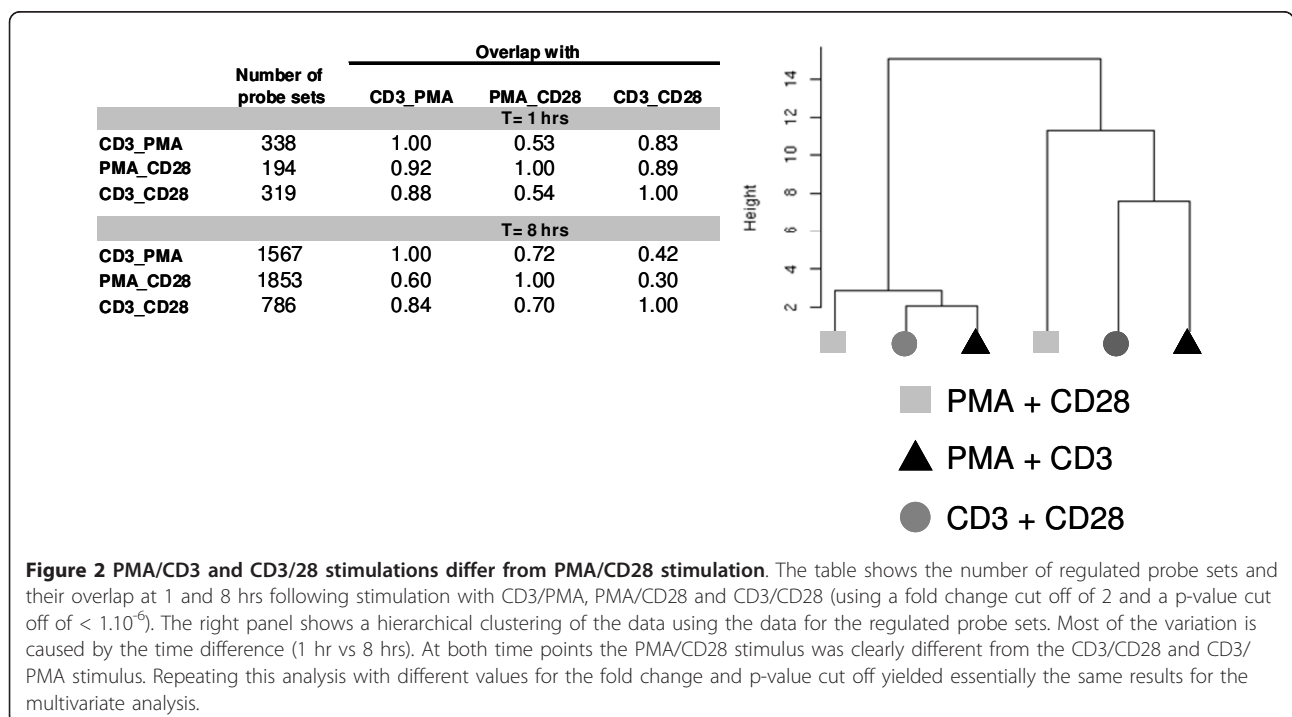 Overlap with
Number of
probe sets CD3_PMA PMA_CD28 CD3_CD28
T= 1 hrs
CD3_PMA 338 1.00 0.53 0.83
PMA_CD28 194 0.92 1.00 0.89
CD3_CD28 319 0.88 0.54 1.00
T= 8 hrs
CD3_PMA 1567 1.00 0.72 0.42
PMA_CD28 1853 0.60 1.00 0.30
CD3_CD28 786 0.84 0.70 1.00
Height
14
12
10
8
6
4
2
PMA + CD28
PMA + CD3
CD3 + CD28
Figure 2 PMA/CD3 and CD3/28 stimulations differ from PMA/CD28 stimulation. The table shows the number of regulated probe sets and
their overlap at 1 and 8 hrs following stimulation with CD3/PMA, PMA/CD28 and CD3/CD28 (using a fold change cut off of 2 and a p-value cut
off of < 1.10⁻⁶). The right panel shows a hierarchical clustering of the data using the data for the regulated probe sets. Most of the variation is
caused by the time difference (1 hr vs 8 hrs). At both time points the PMA/CD28 stimulus was clearly different from the CD3/CD28 and CD3/
PMA stimulus. Repeating this analysis with different values for the fold change and p-value cut off yielded essentially the same results for the
multivariate analysis.